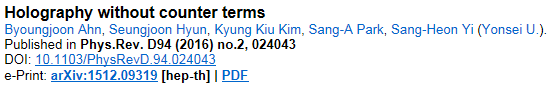 Holography without counter terms
Byoungjoon Ahn, Seungjoon Hyun, Kyung Kiu Kim, Sang-A Park, Sang-Heon Yi (Yonsei U.).
Published in Phys.Rev. D94 (2016) no.2, 024043
DOI: 10.1103/PhysRevD.94.024043
e-Print: arXiv:1512.09319 [hep-th] | PDF